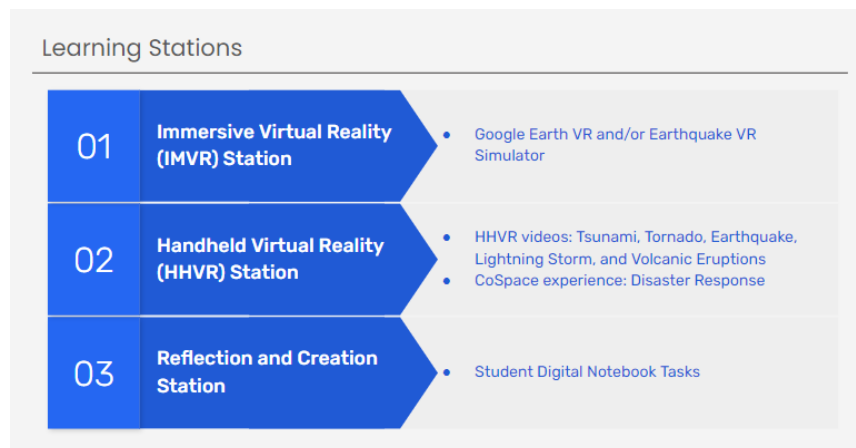 Learning Stations
01
Immersive Virtual Reality
(IMVR) Station
• Google Earth VR and/or Earthquake VR
Simulator
02
Handheld Virtual Reality
(HHVR) Station
• HHVR videos: Tsunami, Tornado, Earthquake,
Lightning Storm, and Volcanic Eruptions
• CoSpace experience: Disaster Response
03
Reflection and Creation
Station
• Student Digital Notebook Tasks